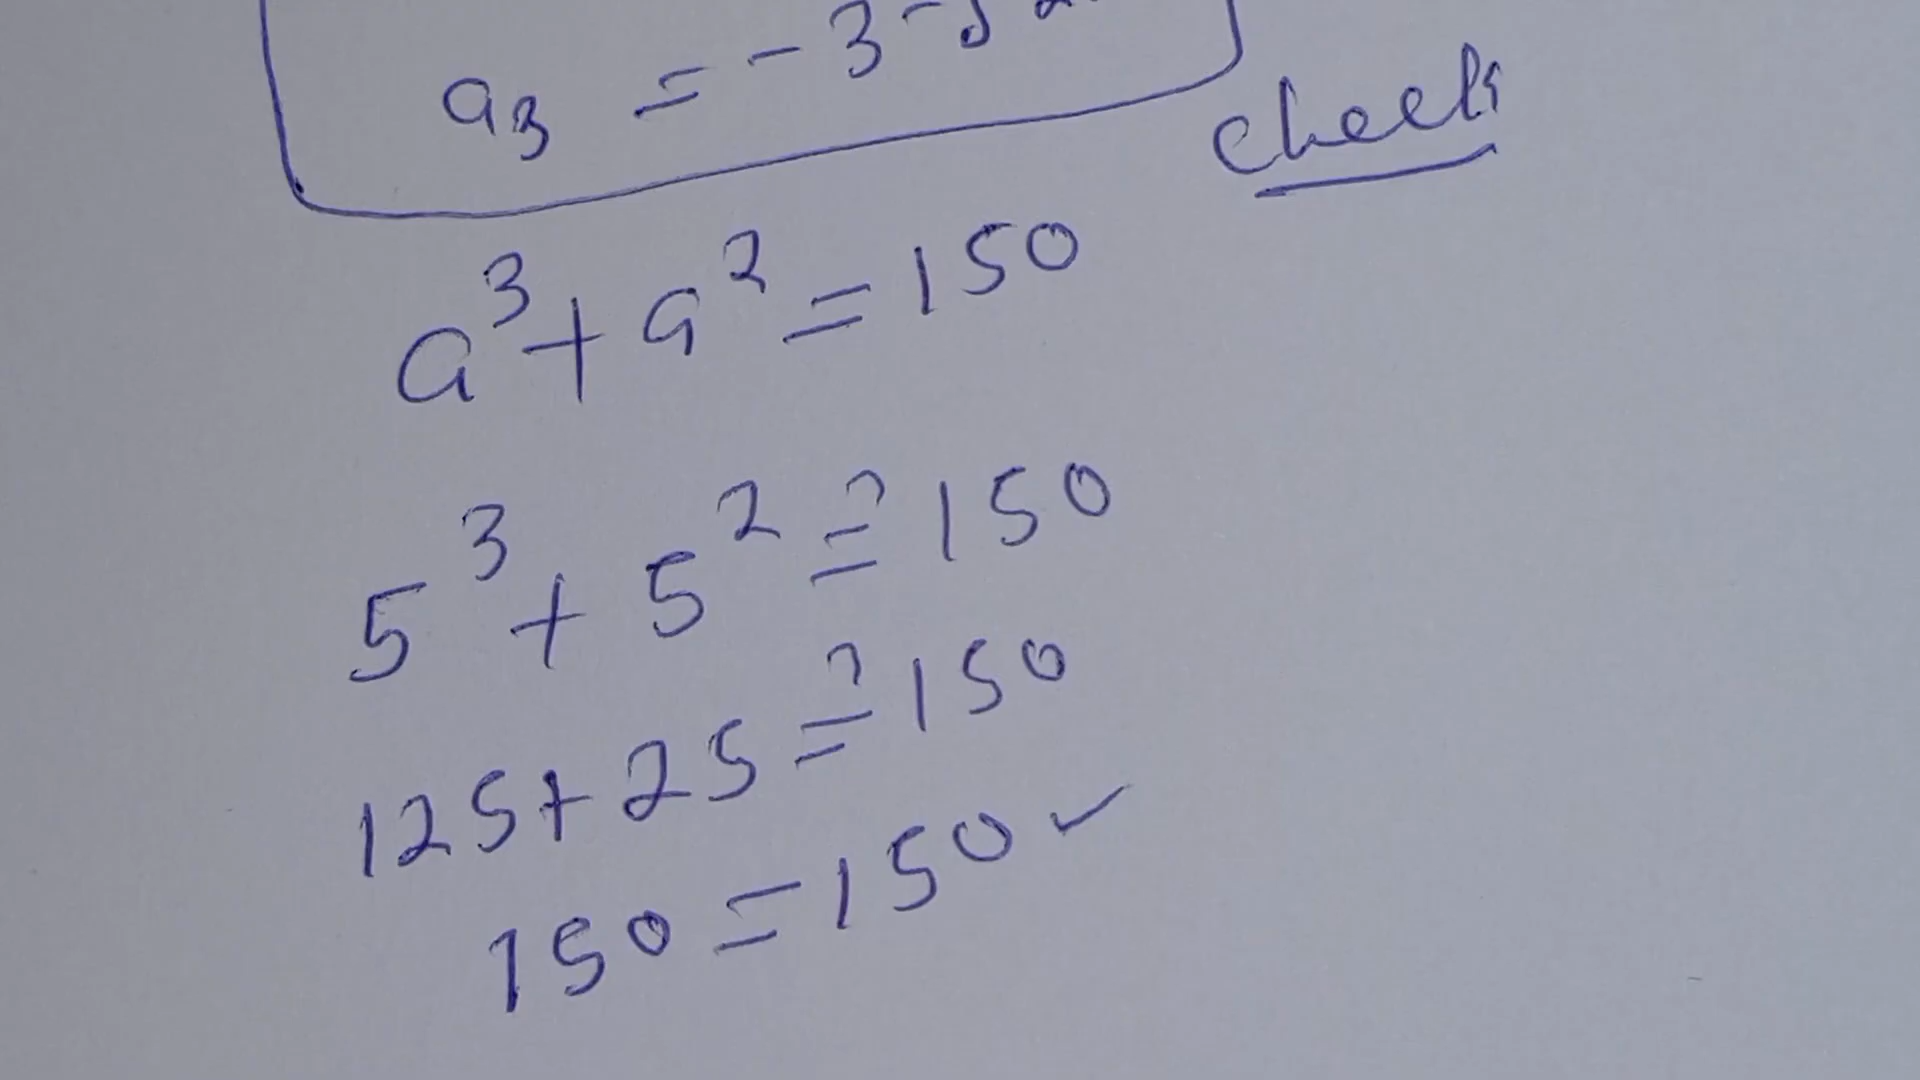 a₃ = -3 -
check
a³ + a² = 150
5³ + 5² ≟ 150
125 + 25 ≟ 150
150 = 150 ✓